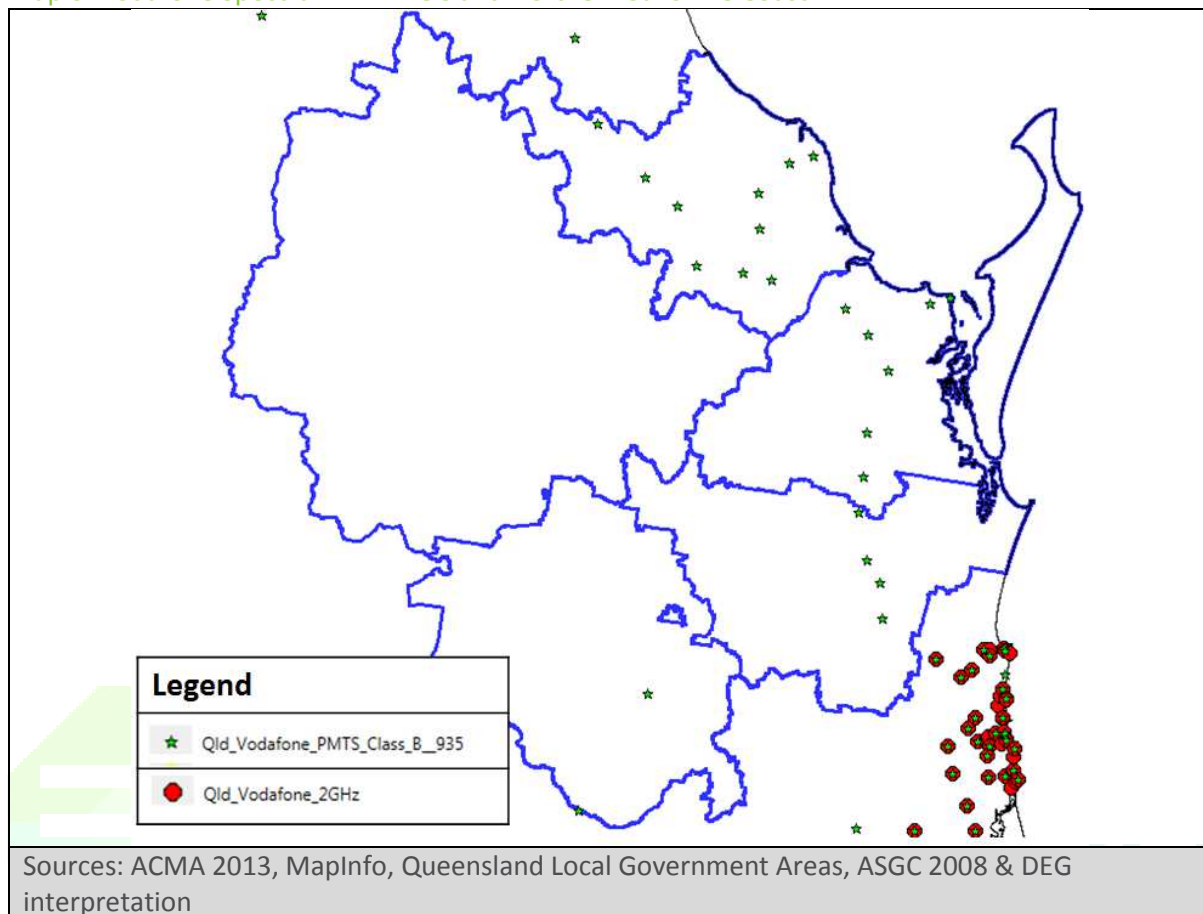 Legend
Qld_Vodafone_PMTS_Class_B__935
Qld_Vodafone_2GHz
Sources: ACMA 2013, MapInfo, Queensland Local Government Areas, ASGC 2008 & DEG
interpretation